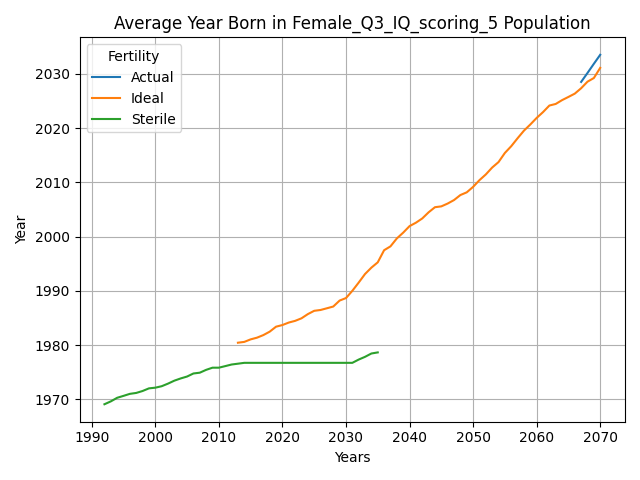 Average Year Born in Female_Q3_IQ_scoring_5 Population
Fertility
Actual
Ideal
Sterile
2030
2020
2010
2000
1990
1980
1970
Year
1990 2000 2010 2020 2030 2040 2050 2060 2070
Years